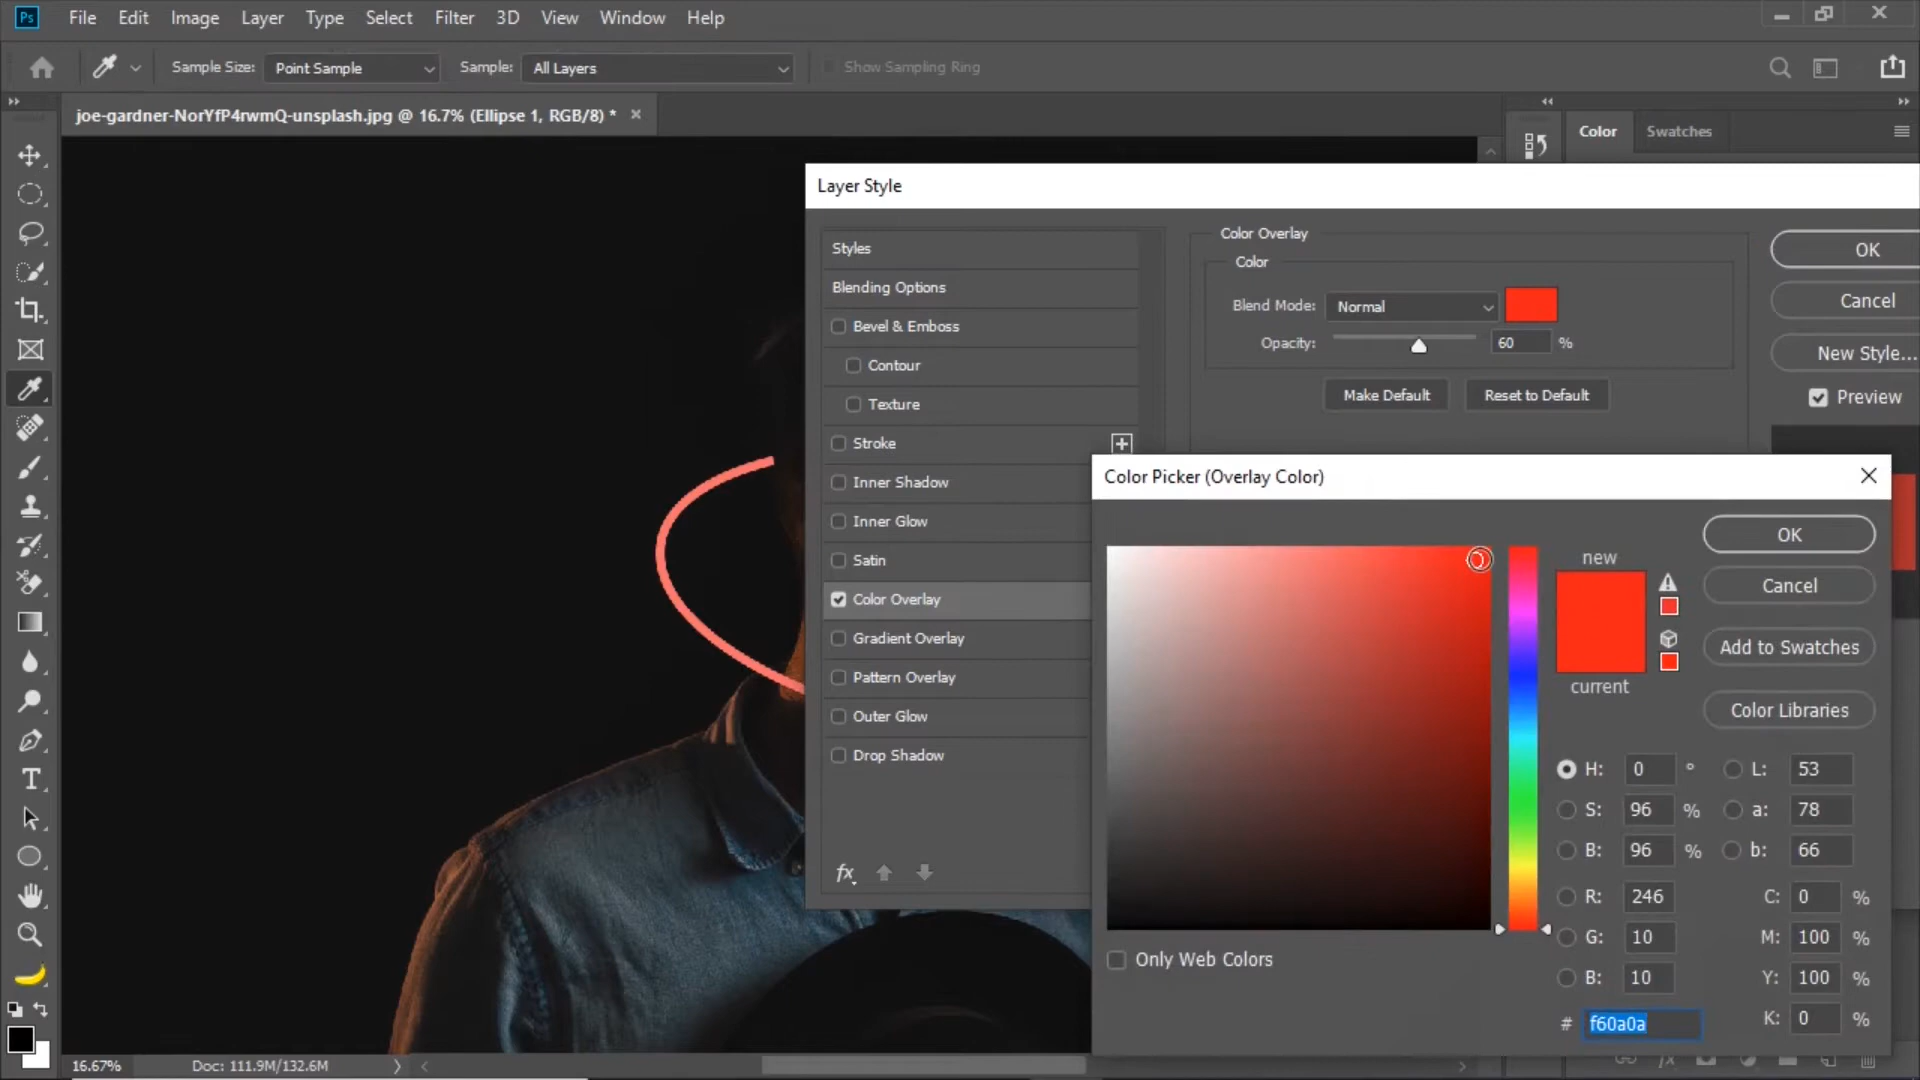 Ps File Edit Image Layer Type Select Filter 3D View Window Help
Sample Size: Point Sample Sample: All Layers Show Sampling Ring
joe-gardner-NorYfP4rwmQ-unsplash.jpg @ 16.7% (Ellipse 1, RGB/8) *
Color Swatches
Layer Style
Styles
Blending Options
Bevel & Emboss
Contour
Texture
Stroke
Inner Shadow
Inner Glow
Satin
Color Overlay
Gradient Overlay
Pattern Overlay
Outer Glow
Drop Shadow
fx
Color Overlay
Color
Blend Mode: Normal
Opacity: 60 %
Make Default Reset to Default
OK
Cancel
New Style...
Preview
Color Picker (Overlay Color)
new
current
OK
Cancel
Add to Swatches
Color Libraries
H: 0 ° L: 53
S: 96 % a: 78
B: 96 % b: 66
R: 246 C: 0 %
G: 10 M: 100 %
B: 10 Y: 100 %
# f60a0a K: 0 %
Only Web Colors
16.67% Doc: 111.9M/132.6M